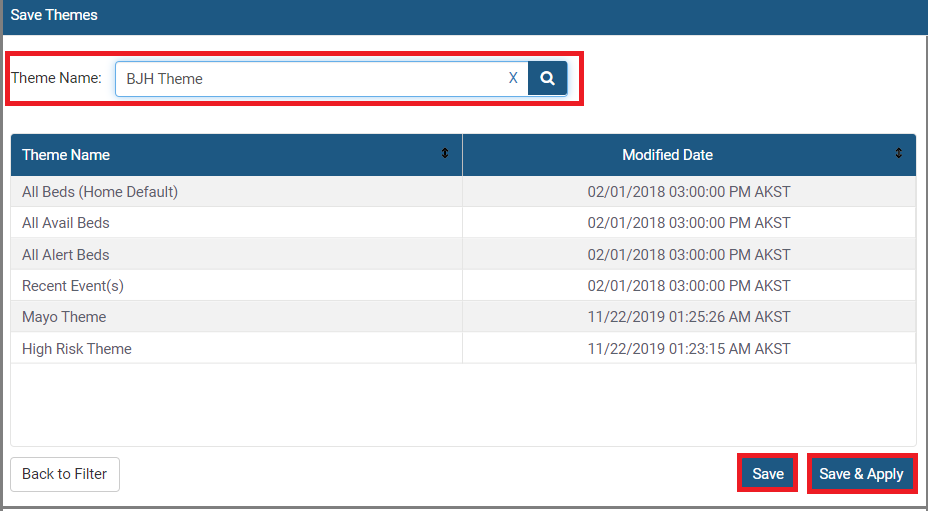 Save Themes
Theme Name: BJH Theme X
Theme Name Modified Date
All Beds (Home Default) 02/01/2018 03:00:00 PM AKST
All Avail Beds 02/01/2018 03:00:00 PM AKST
All Alert Beds 02/01/2018 03:00:00 PM AKST
Recent Event(s) 02/01/2018 03:00:00 PM AKST
Mayo Theme 11/22/2019 01:25:26 AM AKST
High Risk Theme 11/22/2019 01:23:15 AM AKST
Back to Filter Save Save & Apply